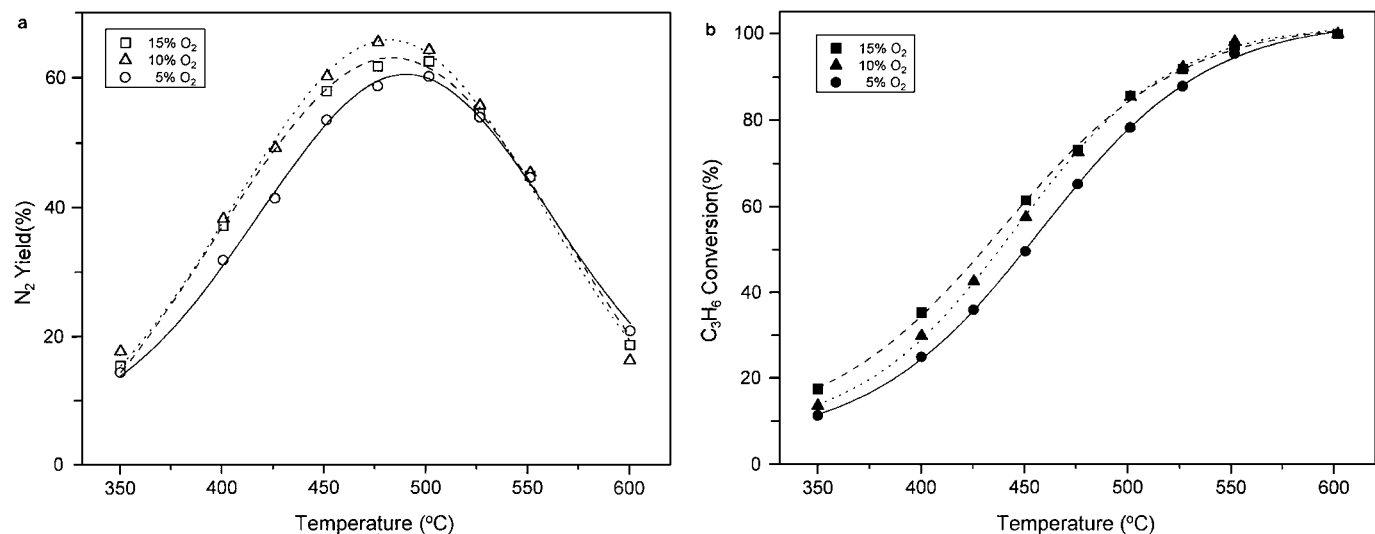 a
15% O₂
10% O₂
5% O₂
N₂ Yield(%)
60
40
20
0
350 400 450 500 550 600
Temperature (ºC)
b
15% O₂
10% O₂
5% O₂
C₃H₆ Conversion(%)
100
80
60
40
20
0
350 400 450 500 550 600
Temperature (ºC)